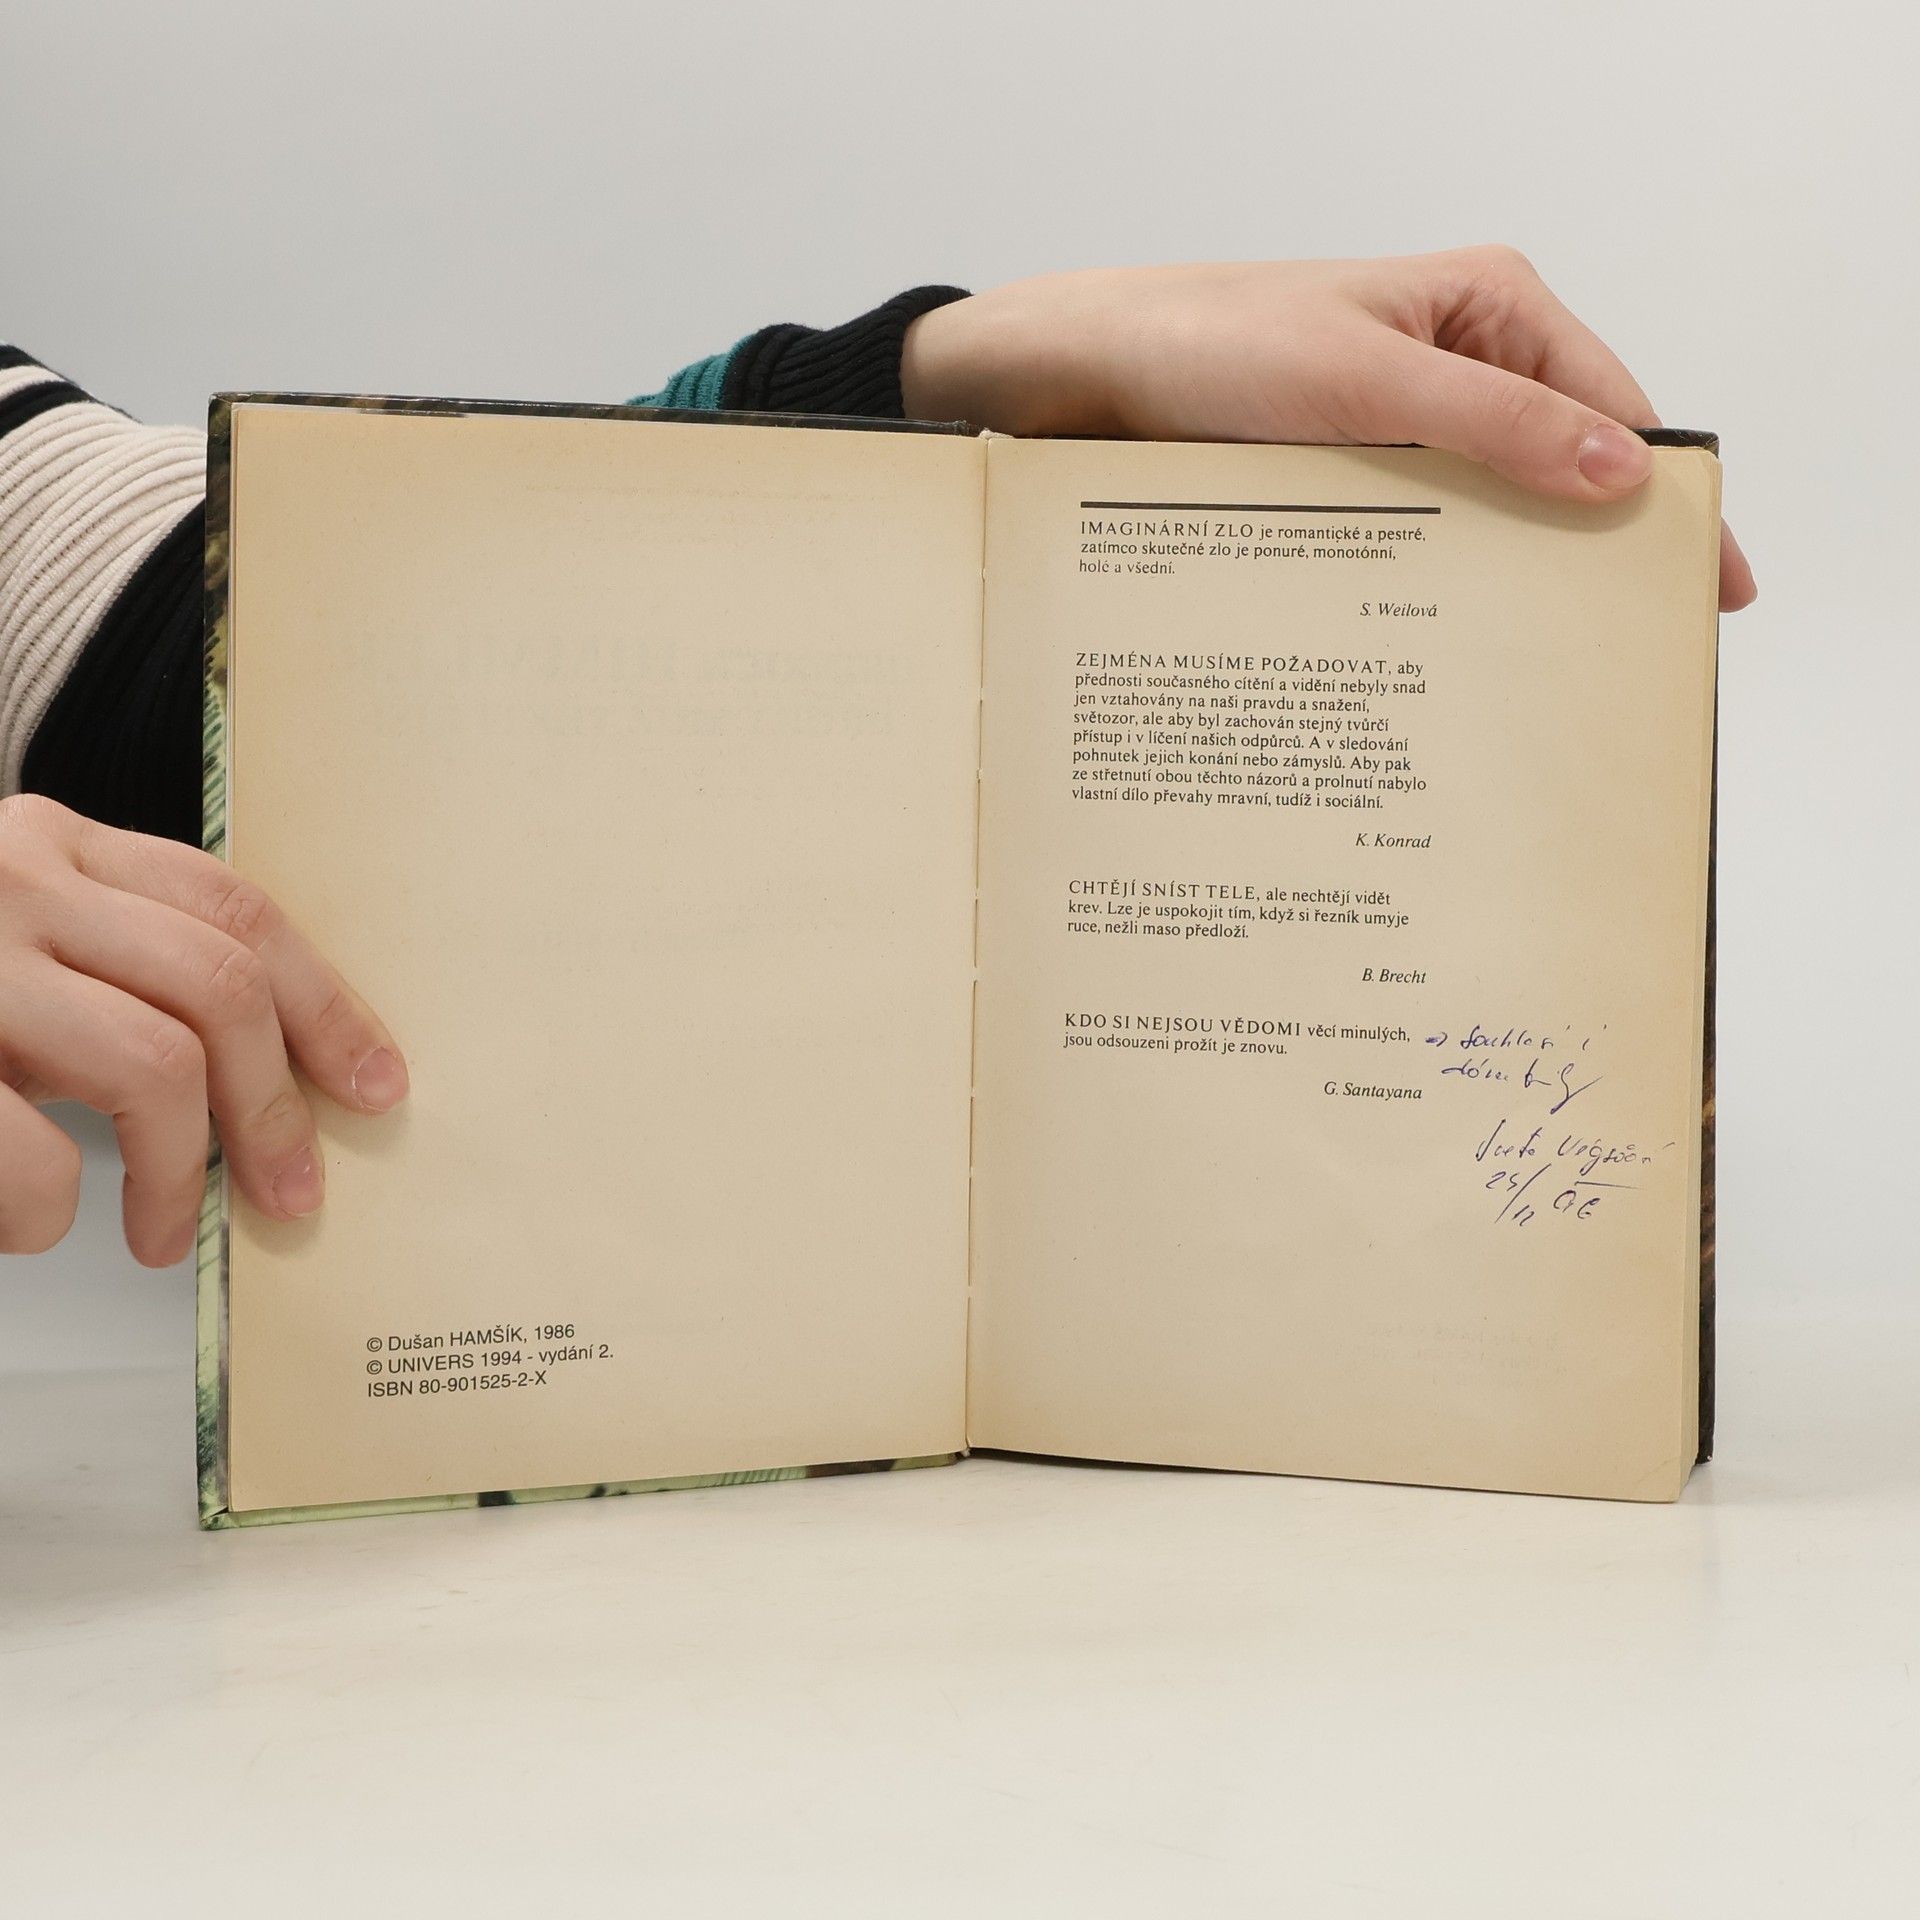 © Dušan HAMŠÍK, 1986
© UNIVERS 1994 - vydání 2.
ISBN 80-901525-2-X
IMAGINÁRNÍ ZLO je romantické a pestré,
zatímco skutečné zlo je ponuré, monotónní,
holé a všední.
S. Weilová
ZEJMÉNA MUSÍME POŽADOVAT, aby
přednosti současného cítění a vidění nebyly snad
jen vztahovány na naši pravdu a snažení,
světozor, ale aby byl zachován stejný tvůrčí
přístup i v líčení našich odpůrců. A v sledování
pohnutek jejich konání nebo zámyslů. Aby pak
ze střetnutí obou těchto názorů a prolnutí nabylo
vlastní dílo převahy mravní, tudíž i sociální.
K. Konrad
CHTĚJÍ SNÍST TELE, ale nechtějí vidět
krev. Lze je uspokojit tím, když si řezník umyje
ruce, nežli maso předloží.
B. Brecht
KDO SI NEJSOU VĚDOMI věcí minulých,
jsou odsouzeni prožít je znovu.
G. Santayana
→ souhlasí i